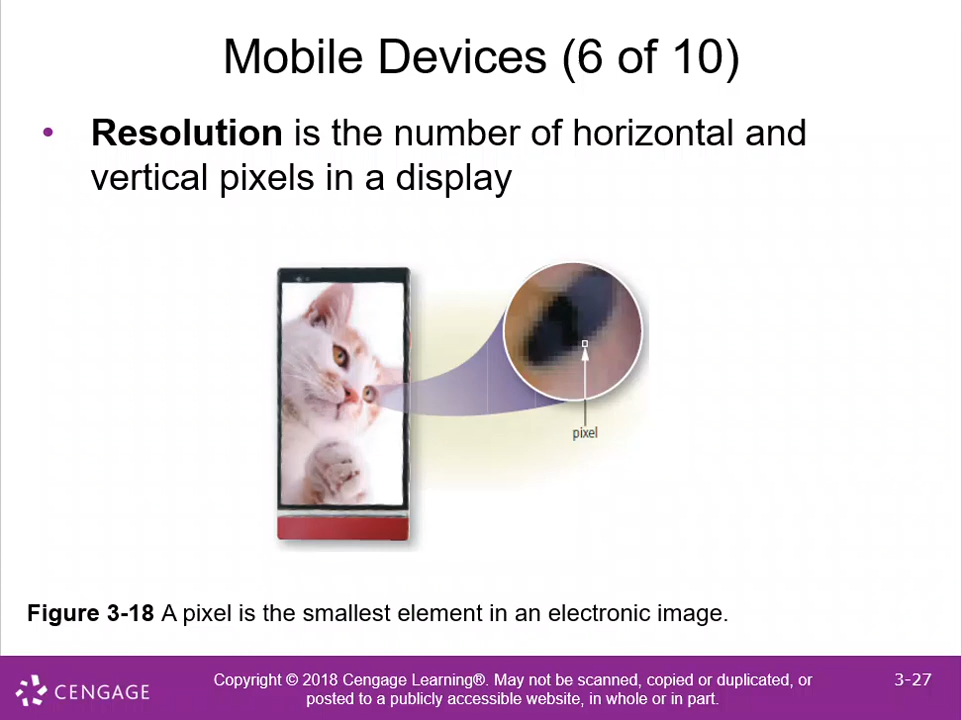 Mobile Devices (6 of 10)
• Resolution is the number of horizontal and
vertical pixels in a display
pixel
Figure 3-18 A pixel is the smallest element in an electronic image.
CENGAGE
Copyright © 2018 Cengage Learning®. May not be scanned, copied or duplicated, or
posted to a publicly accessible website, in whole or in part.
3-27